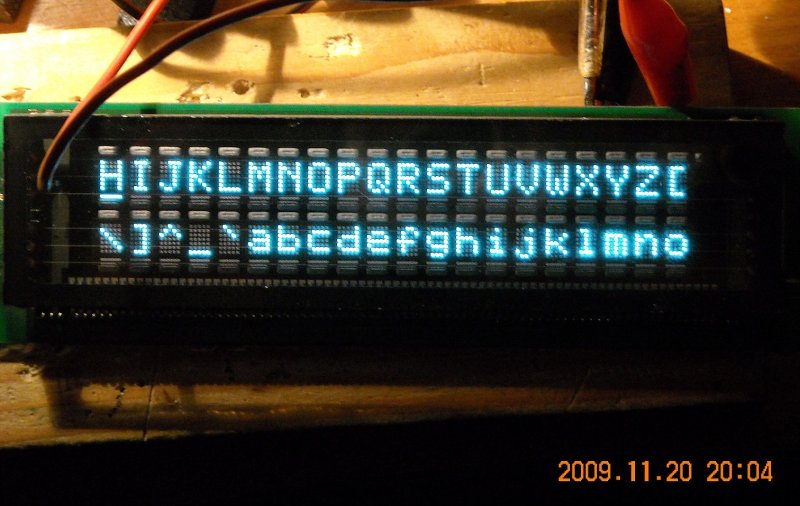 HIJKLMNOPQRSTUVWXYZ[
\]^_`abcdefghijklmno
2009.11.20 20:04